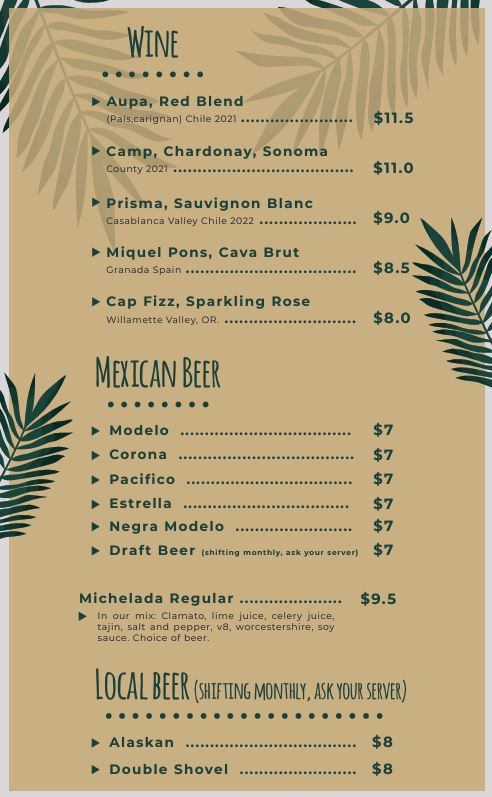 Wine
Aupa, Red Blend
(País,carignan) Chile 2021 ........................ $11.5
Camp, Chardonay, Sonoma
County 2021 ........................ $11.0
Prisma, Sauvignon Blanc
Casablanca Valley Chile 2022 ........................ $9.0
Miquel Pons, Cava Brut
Granada Spain ........................ $8.5
Cap Fizz, Sparkling Rose
Willamette Valley, OR. ........................ $8.0
Mexican Beer
Modelo ........................ $7
Corona ........................ $7
Pacifico ........................ $7
Estrella ........................ $7
Negra Modelo ........................ $7
Draft Beer (shifting monthly, ask your server) $7
Michelada Regular ........................ $9.5
In our mix: Clamato, lime juice, celery juice,
tajin, salt and pepper, v8, worcestershire, soy
sauce. Choice of beer.
Local beer (shifting monthly, ask your server)
Alaskan ........................ $8
Double Shovel ........................ $8